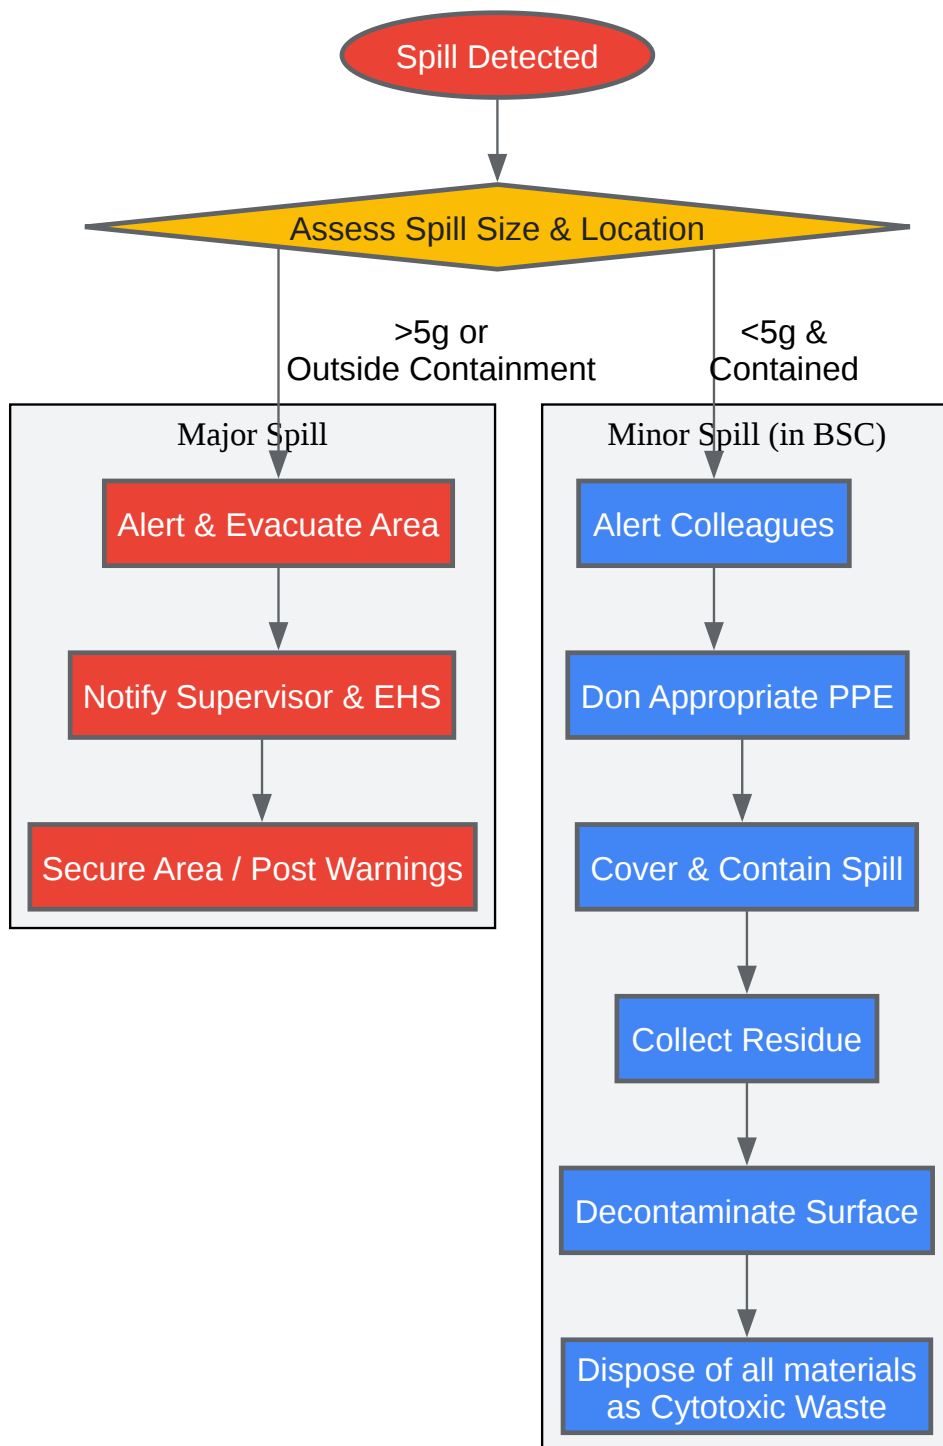 Spill Detected
Assess Spill Size & Location
>5g or
Outside Containment
<5g &
Contained
Major Spill
Alert & Evacuate Area
Notify Supervisor & EHS
Secure Area / Post Warnings
Minor Spill (in BSC)
Alert Colleagues
Don Appropriate PPE
Cover & Contain Spill
Collect Residue
Decontaminate Surface
Dispose of all materials
as Cytotoxic Waste